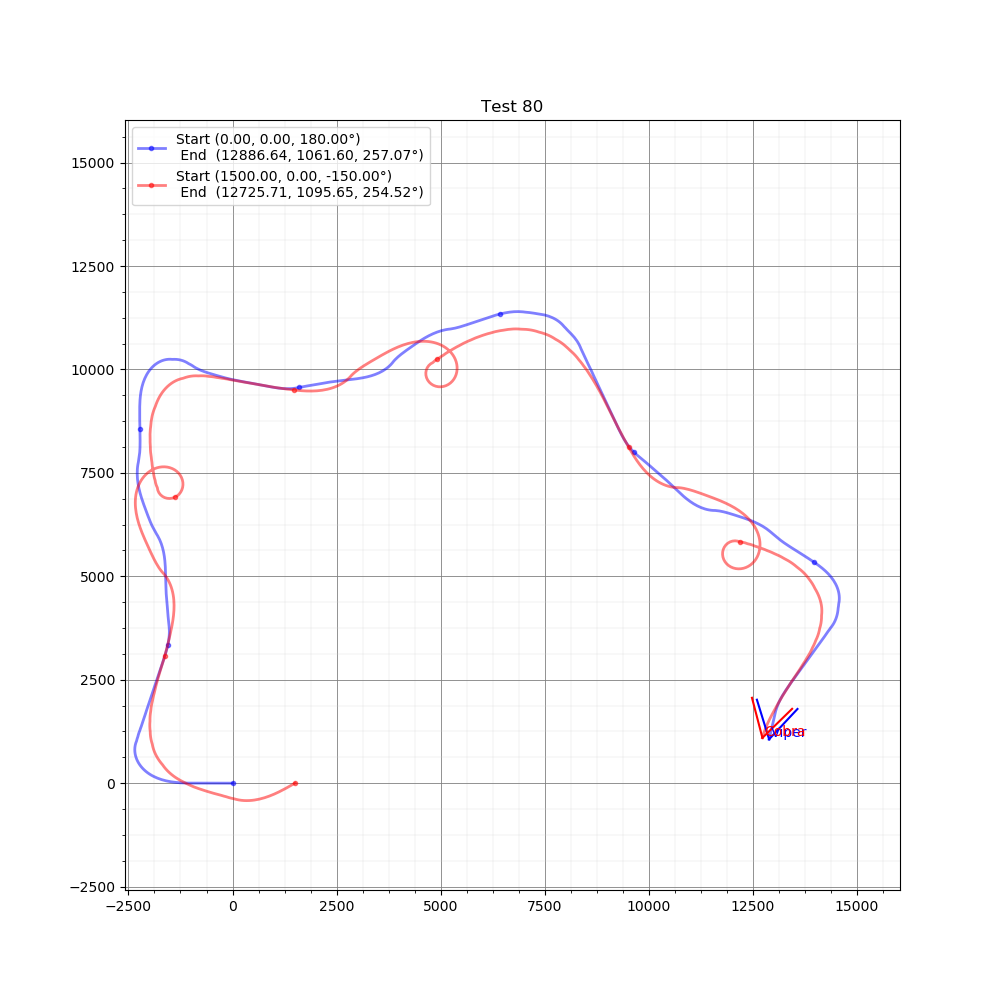 Test 80
Start (0.00, 0.00, 180.00°)
End (12886.64, 1061.60, 257.07°)
Start (1500.00, 0.00, -150.00°)
End (12725.71, 1095.65, 254.52°)
15000
12500
10000
7500
5000
2500
0
−2500
−2500 0 2500 5000 7500 10000 12500 15000